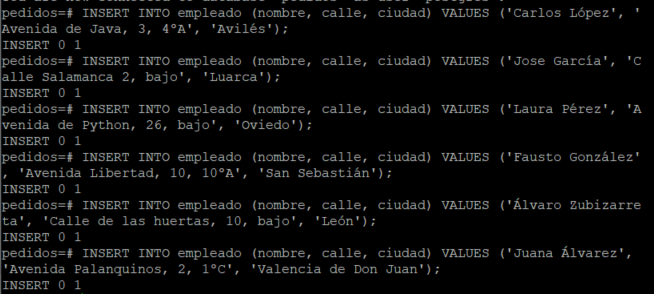 pedidos=# INSERT INTO empleado (nombre, calle, ciudad) VALUES ('Carlos López', '
Avenida de Java, 3, 4ºA', 'Avilés');
INSERT 0 1
pedidos=# INSERT INTO empleado (nombre, calle, ciudad) VALUES ('Jose García', 'C
alle Salamanca 2, bajo', 'Luarca');
INSERT 0 1
pedidos=# INSERT INTO empleado (nombre, calle, ciudad) VALUES ('Laura Pérez', 'A
venida de Python, 26, bajo', 'Oviedo');
INSERT 0 1
pedidos=# INSERT INTO empleado (nombre, calle, ciudad) VALUES ('Fausto González'
, 'Avenida Libertad, 10, 10ºA', 'San Sebastián');
INSERT 0 1
pedidos=# INSERT INTO empleado (nombre, calle, ciudad) VALUES ('Álvaro Zubizarre
ta', 'Calle de las huertas, 10, bajo', 'León');
INSERT 0 1
pedidos=# INSERT INTO empleado (nombre, calle, ciudad) VALUES ('Juana Álvarez',
'Avenida Palanquinos, 2, 1ºC', 'Valencia de Don Juan');
INSERT 0 1